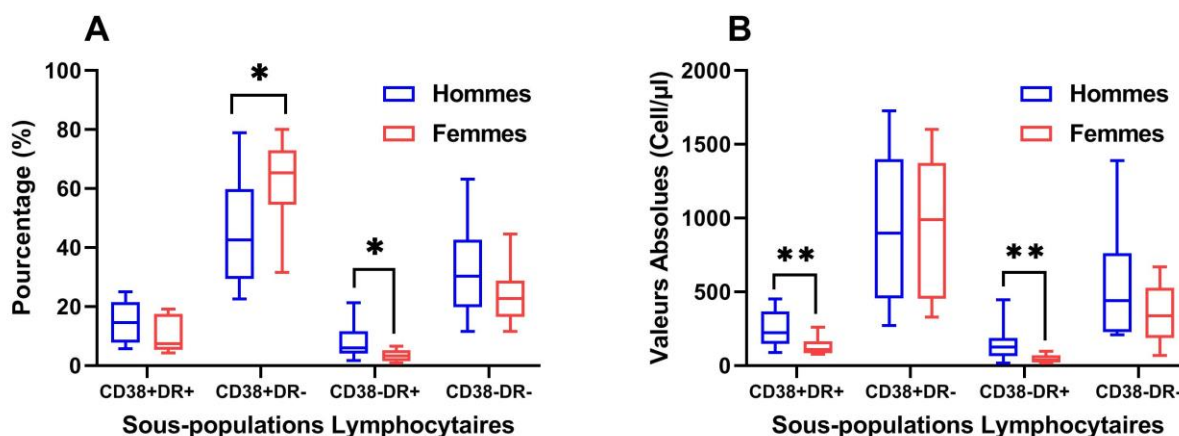 A
Pourcentage (%)
100
80
60
40
20
0
*
*
Hommes
Femmes
CD38+DR+ CD38+DR- CD38-DR+ CD38-DR-
Sous-populations Lymphocytaires
B
Valeurs Absolues (Cell/µl)
2000
1500
1000
500
0
**
**
Hommes
Femmes
CD38+DR+ CD38+DR- CD38-DR+ CD38-DR-
Sous-populations Lymphocytaires